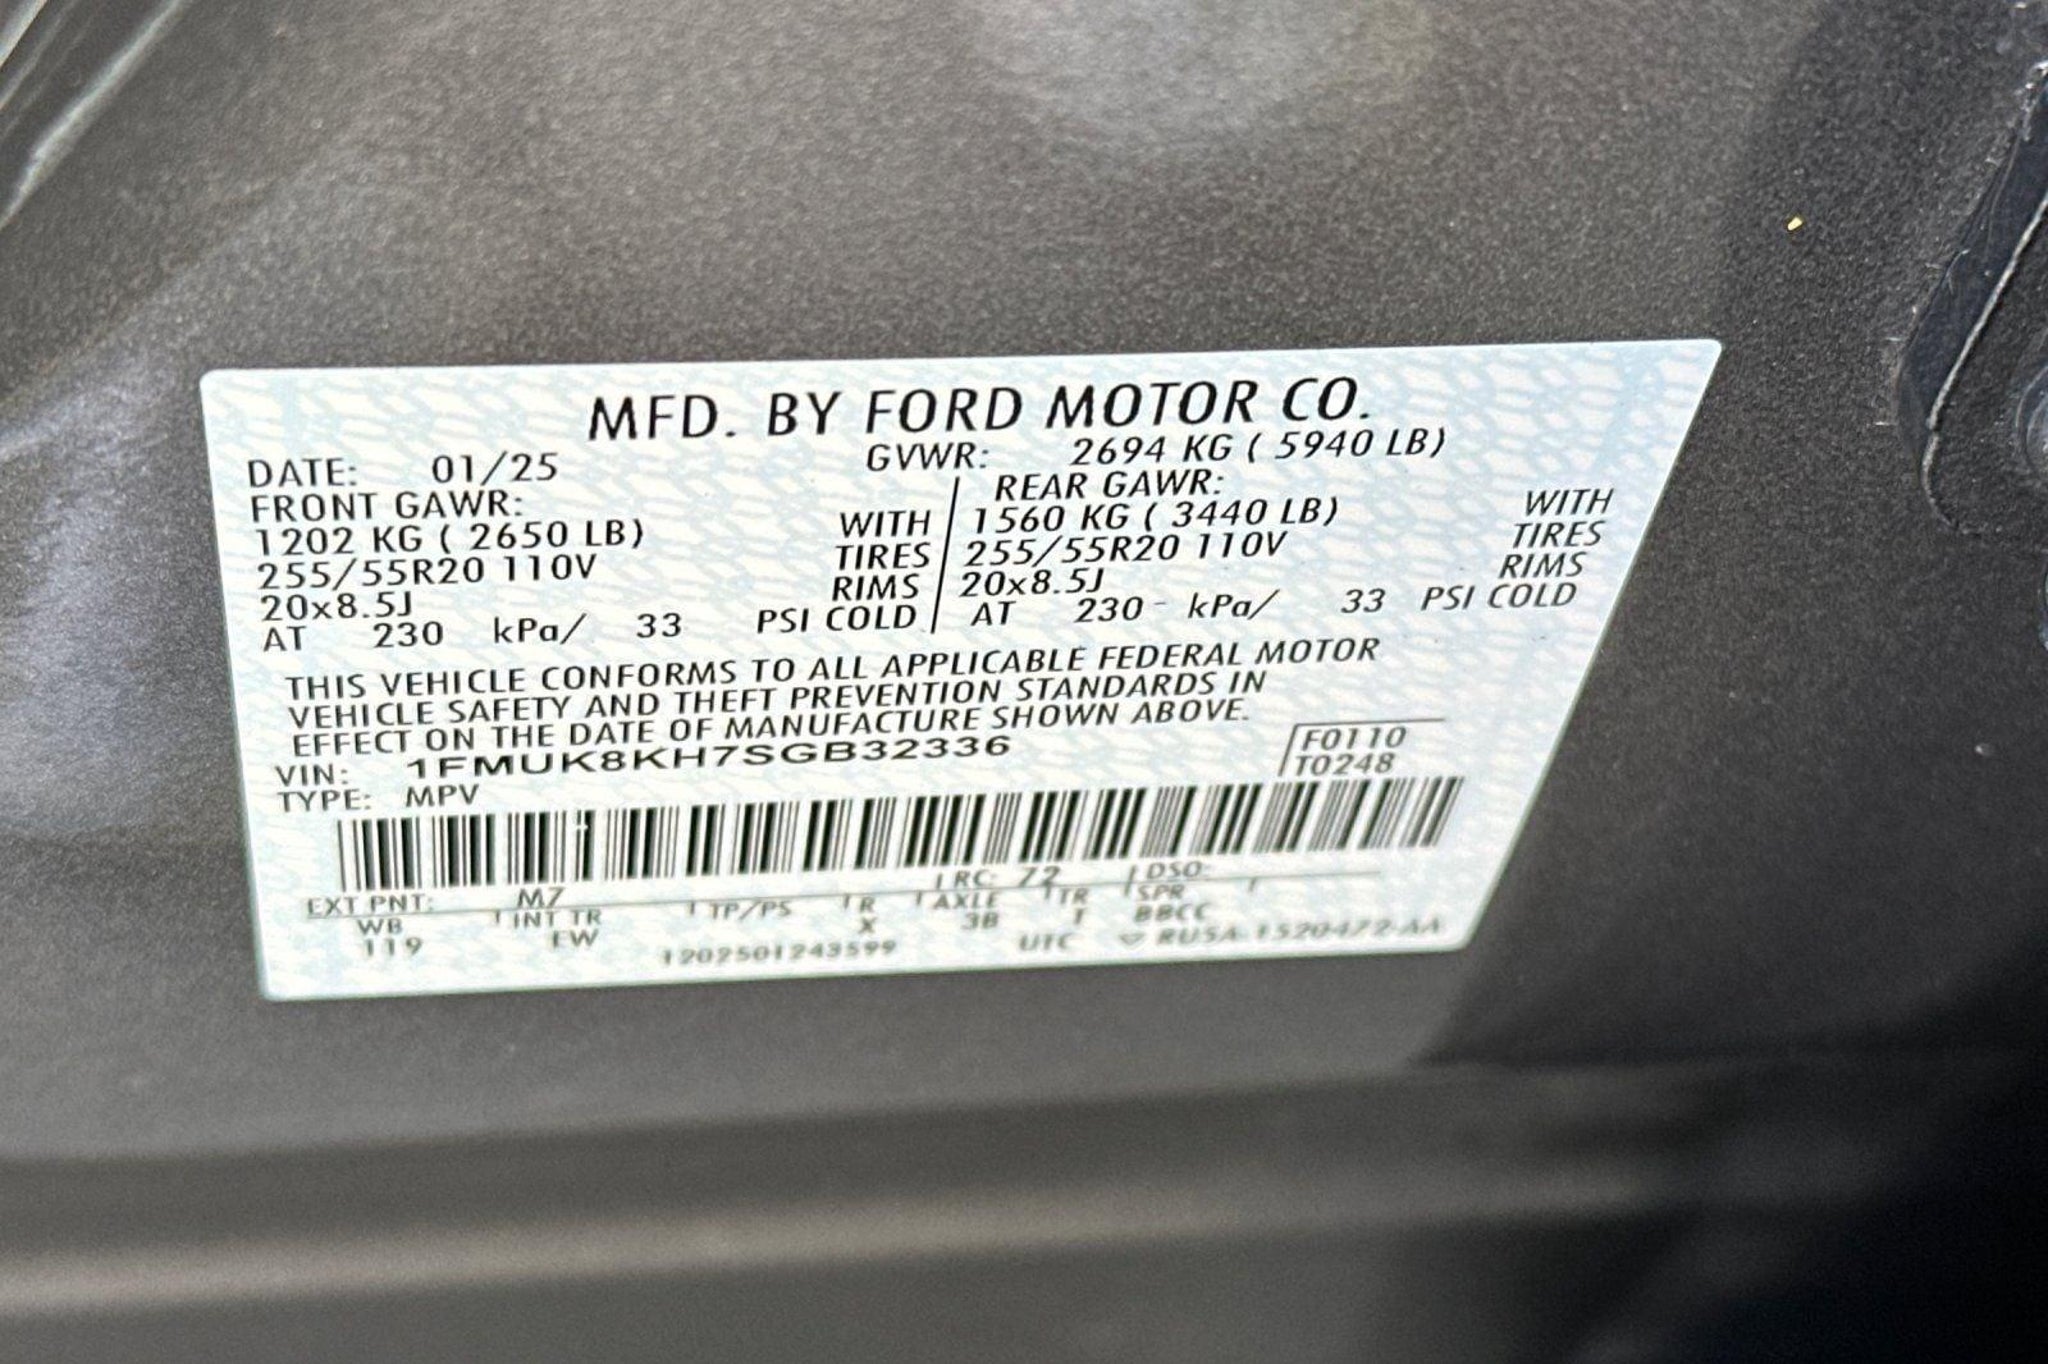 MFD. BY FORD MOTOR CO.
DATE: 01/25 GVWR: 2694 KG ( 5940 LB)
FRONT GAWR: REAR GAWR:
1202 KG ( 2650 LB) WITH 1560 KG ( 3440 LB) WITH
255/55R20 110V TIRES 255/55R20 110V TIRES
20x8.5J RIMS 20x8.5J RIMS
AT 230 kPa/ 33 PSI COLD AT 230 kPa/ 33 PSI COLD
THIS VEHICLE CONFORMS TO ALL APPLICABLE FEDERAL MOTOR
VEHICLE SAFETY AND THEFT PREVENTION STANDARDS IN
EFFECT ON THE DATE OF MANUFACTURE SHOWN ABOVE.
VIN: 1FMUK8KH7SGB32336 F0110
TYPE: MPV T0248
EXT PNT: M7 RC: 72 DSO:
WB INT TR TP/PS R AXLE TR SPR
119 EW X 3B T BBCC
1202501243599 UTC RUSA-1520472-AA